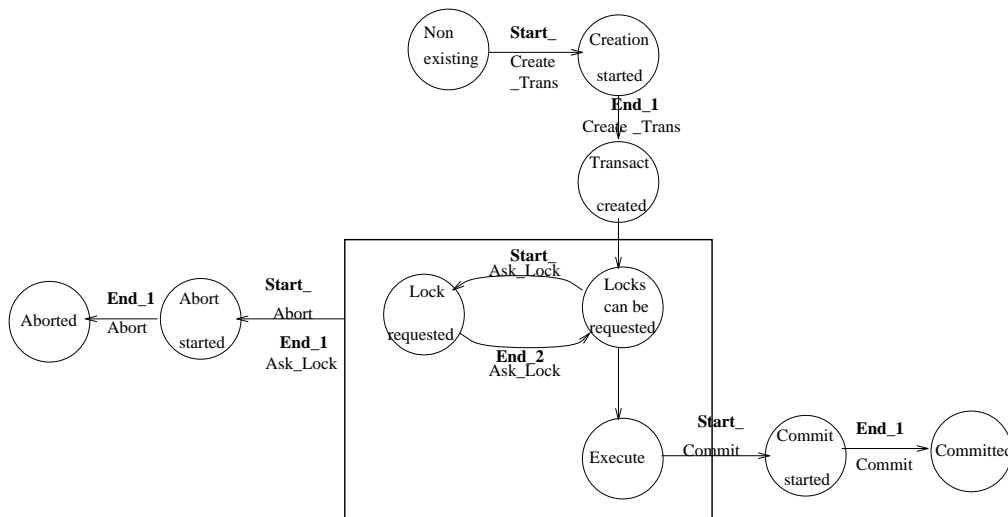 Non
existing
Start_
Create
_Trans
Creation
started
End_1
Create _Trans
Transact
created
Start_
Ask_Lock
Lock
requested
Locks
can be
requested
End_2
Ask_Lock
Start_
Abort
End_1
Ask_Lock
Abort
started
End_1
Abort
Aborted
Execute
Start_
Commit
Commit
started
End_1
Commit
Committed